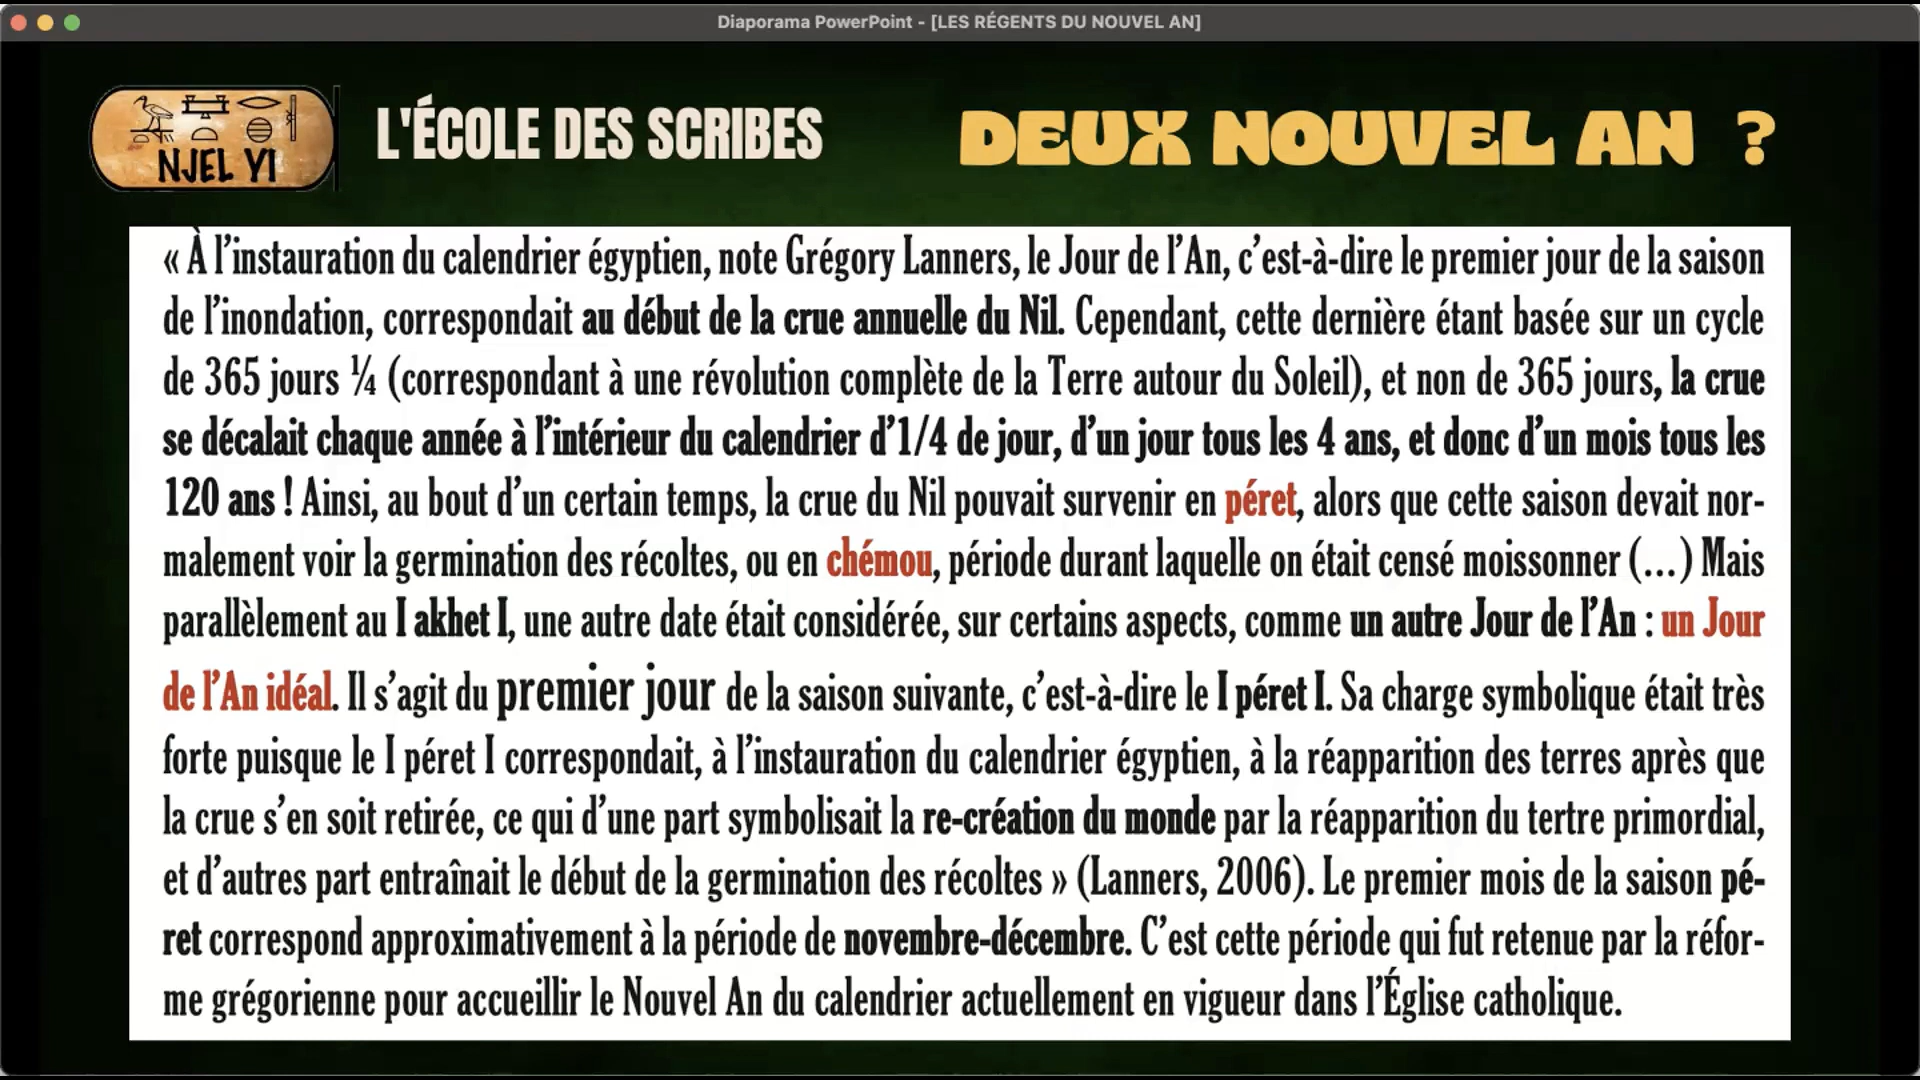 Diaporama PowerPoint - [LES RÉGENTS DU NOUVEL AN]
NJEL YI
L'ÉCOLE DES SCRIBES
DEUX NOUVEL AN ?
« À l’instauration du calendrier égyptien, note Grégory Lanners, le Jour de l’An, c’est-à-dire le premier jour de la saison
de l’inondation, correspondait au début de la crue annuelle du Nil. Cependant, cette dernière étant basée sur un cycle
de 365 jours ¼ (correspondant à une révolution complète de la Terre autour du Soleil), et non de 365 jours, la crue
se décalait chaque année à l’intérieur du calendrier d’1/4 de jour, d’un jour tous les 4 ans, et donc d’un mois tous les
120 ans ! Ainsi, au bout d’un certain temps, la crue du Nil pouvait survenir en péret, alors que cette saison devait nor-
malement voir la germination des récoltes, ou en chémou, période durant laquelle on était censé moissonner (…) Mais
parallèlement au I akhet I, une autre date était considérée, sur certains aspects, comme un autre Jour de l’An : un Jour
de l’An idéal. Il s’agit du premier jour de la saison suivante, c’est-à-dire le I péret I. Sa charge symbolique était très
forte puisque le I péret I correspondait, à l’instauration du calendrier égyptien, à la réapparition des terres après que
la crue s’en soit retirée, ce qui d’une part symbolisait la re-création du monde par la réapparition du tertre primordial,
et d’autres part entraînait le début de la germination des récoltes » (Lanners, 2006). Le premier mois de la saison pé-
ret correspond approximativement à la période de novembre-décembre. C’est cette période qui fut retenue par la réfor-
me grégorienne pour accueillir le Nouvel An du calendrier actuellement en vigueur dans l’Église catholique.